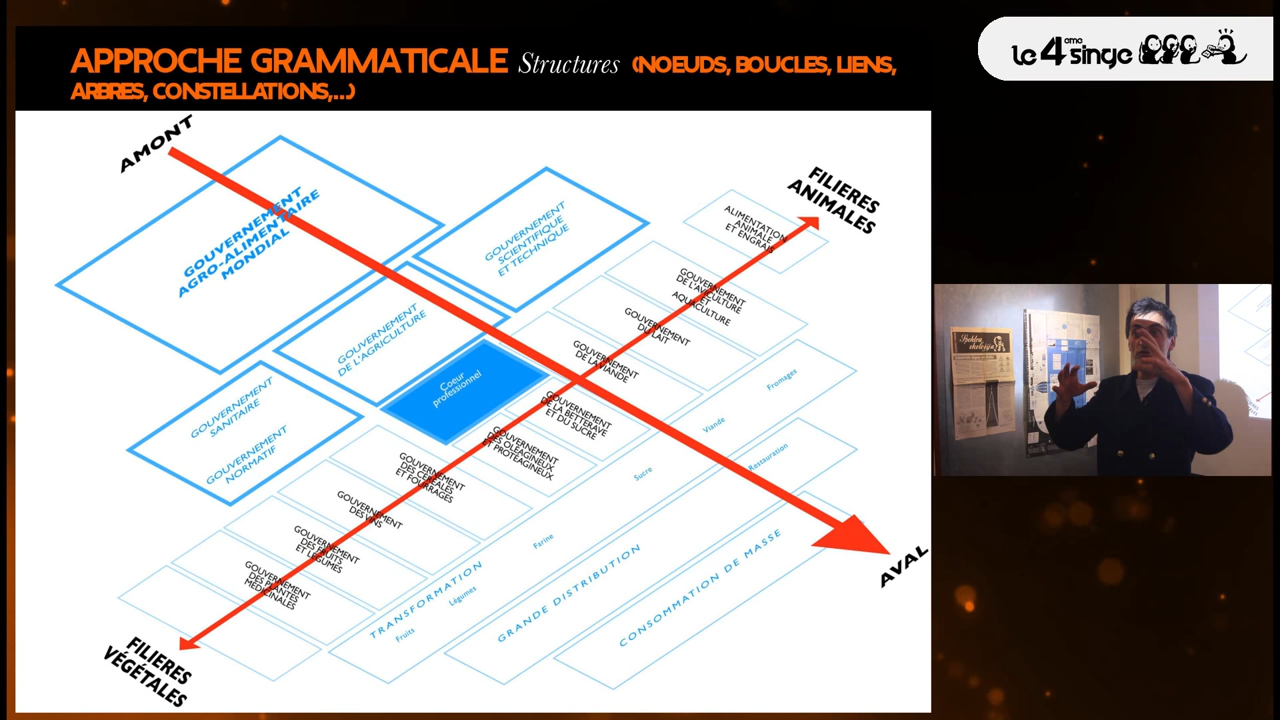 APPROCHE GRAMMATICALE Structures (NOEUDS, BOUCLES, LIENS,
ARBRES, CONSTELLATIONS,...)
le 4eme singe
AMONT
FILIERES
ANIMALES
GOUVERNEMENT
AGRO-ALIMENTAIRE
MONDIAL
GOUVERNEMENT
SCIENTIFIQUE
ET TECHNIQUE
ALIMENTATION
ANIMALE
ET ENGRAIS
GOUVERNEMENT
DE L'AVICULTURE
ET
AQUACULTURE
GOUVERNEMENT
DU LAIT
GOUVERNEMENT
DE LA VIANDE
GOUVERNEMENT
DE L'AGRICULTURE
Coeur
professionnel
GOUVERNEMENT
SANITAIRE
GOUVERNEMENT
NORMATIF
GOUVERNEMENT
DE LA BETTERAVE
ET DU SUCRE
GOUVERNEMENT
DES OLEAGINEUX
ET PROTEAGINEUX
GOUVERNEMENT
DES CEREALES
ET FOURRAGES
GOUVERNEMENT
DES VINS
GOUVERNEMENT
DES FRUITS
ET LEGUMES
GOUVERNEMENT
DES PLANTES
MEDICINALES
Fromages
Viande
Sucre
Farine
Légumes
Fruits
TRANSFORMATION
Restauration
GRANDE DISTRIBUTION
CONSOMMATION DE MASSE
AVAL
FILIERES
VÉGÉTALES